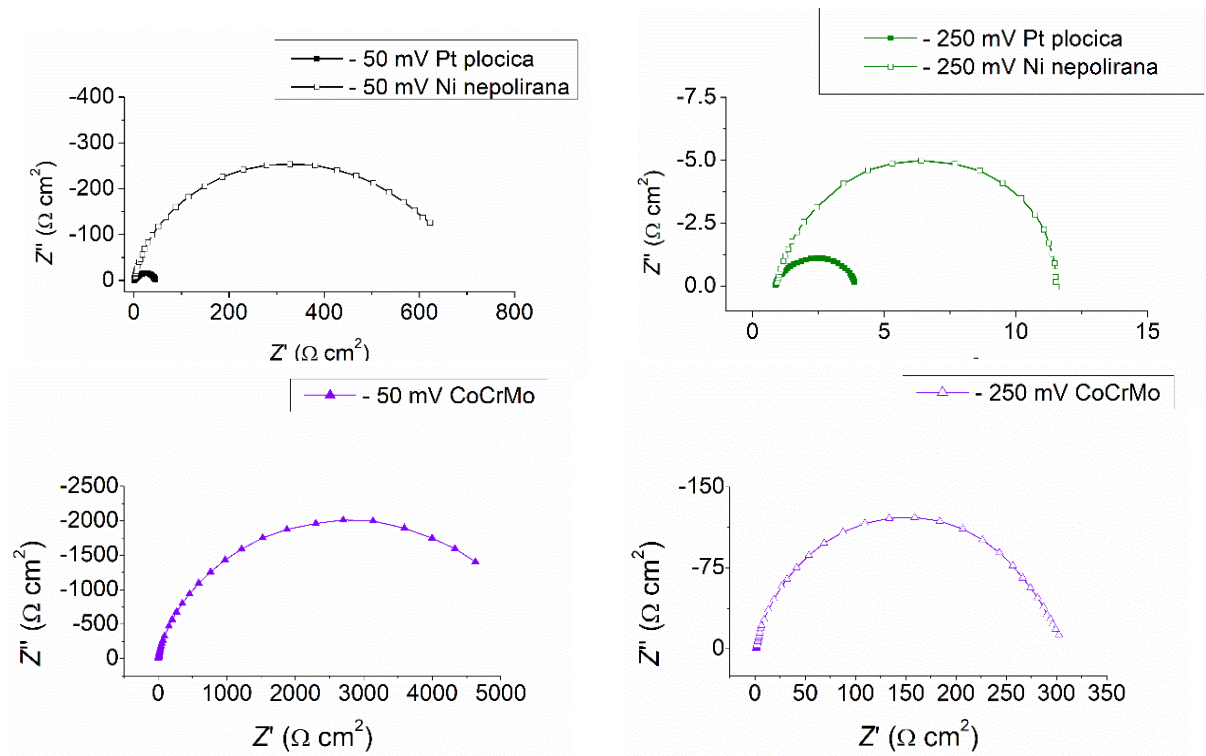 - 50 mV Pt plocica
- 50 mV Ni nepolirana
-400
-300
-200
-100
0
Z'' (Ω cm²)
0 200 400 600 800
Z' (Ω cm²)
- 250 mV Pt plocica
- 250 mV Ni nepolirana
-7.5
-5.0
-2.5
0.0
Z'' (Ω cm²)
0 5 10 15
- 50 mV CoCrMo
-2500
-2000
-1500
-1000
-500
0
Z'' (Ω cm²)
0 1000 2000 3000 4000 5000
Z' (Ω cm²)
- 250 mV CoCrMo
-150
-75
0
Z'' (Ω cm²)
0 50 100 150 200 250 300 350
Z' (Ω cm²)